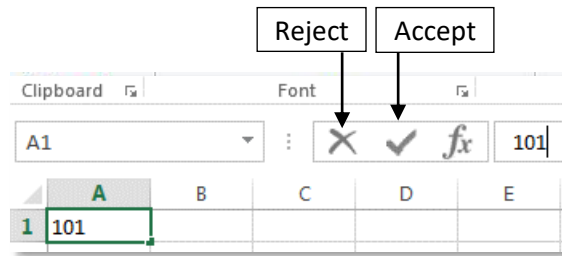 Reject Accept
Clipboard Font
A1 fx 101
A B C D E
1 101